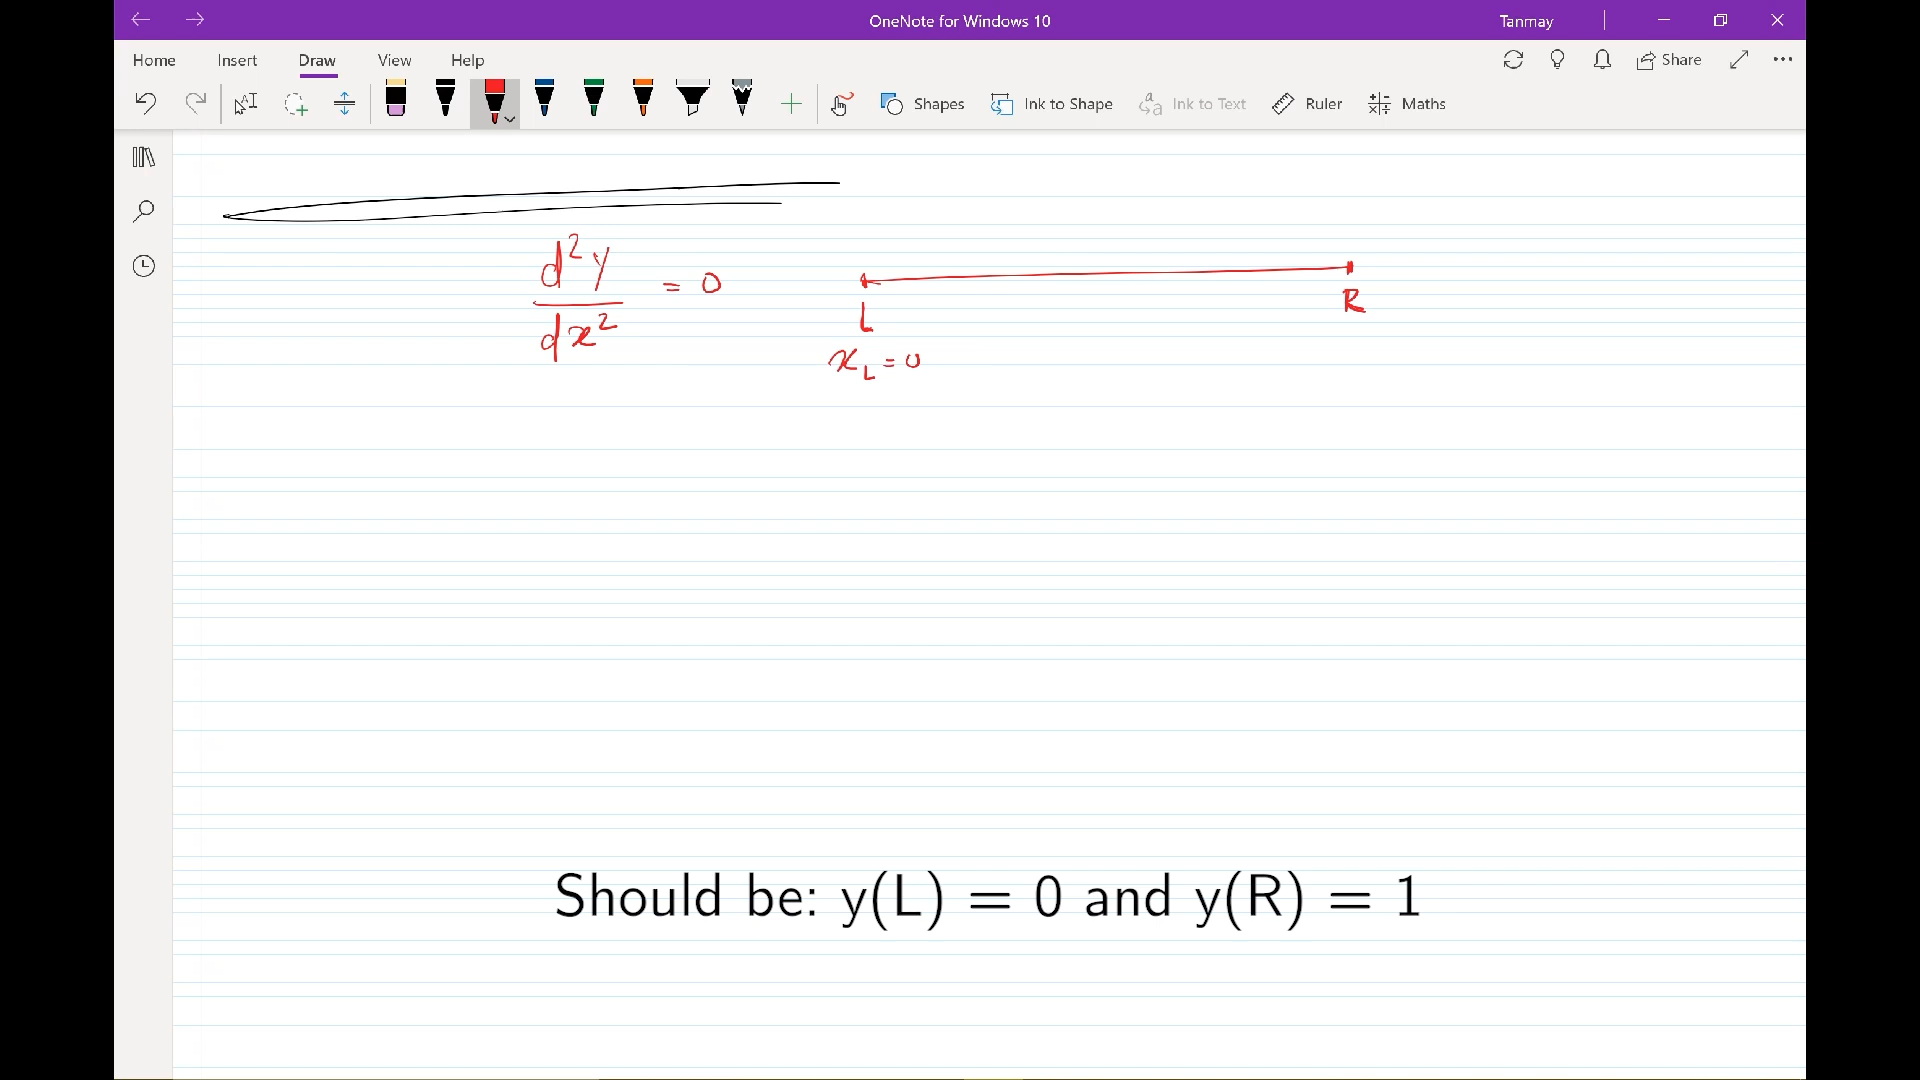 OneNote for Windows 10
Tanmay
Home Insert Draw View Help
Share
Shapes Ink to Shape Ink to Text Ruler Maths
d²y
dx²
= 0
L
R
x_L = 0
Should be: y(L) = 0 and y(R) = 1